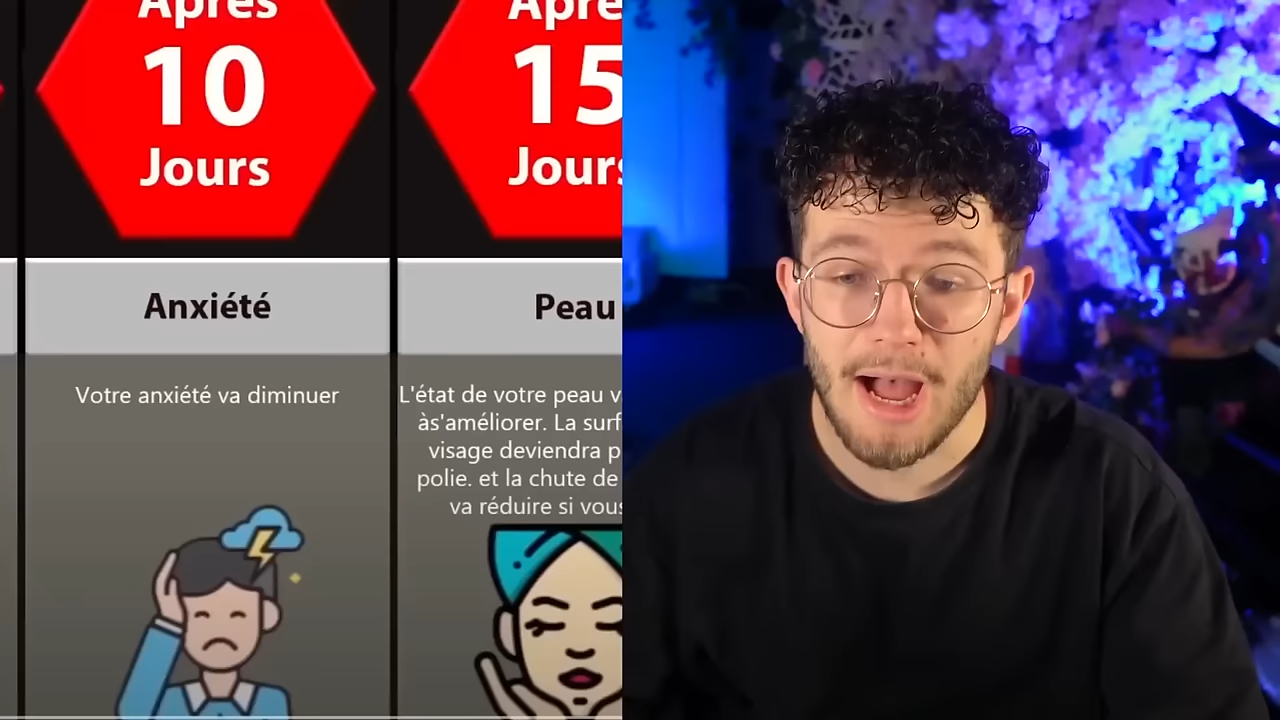 Après
10
Jours
Anxiété
Votre anxiété va diminuer
Après
15
Jours
Peau
L'état de votre peau
às'améliorer. La
visage deviendra
polie. et la chute de
va réduire si vous